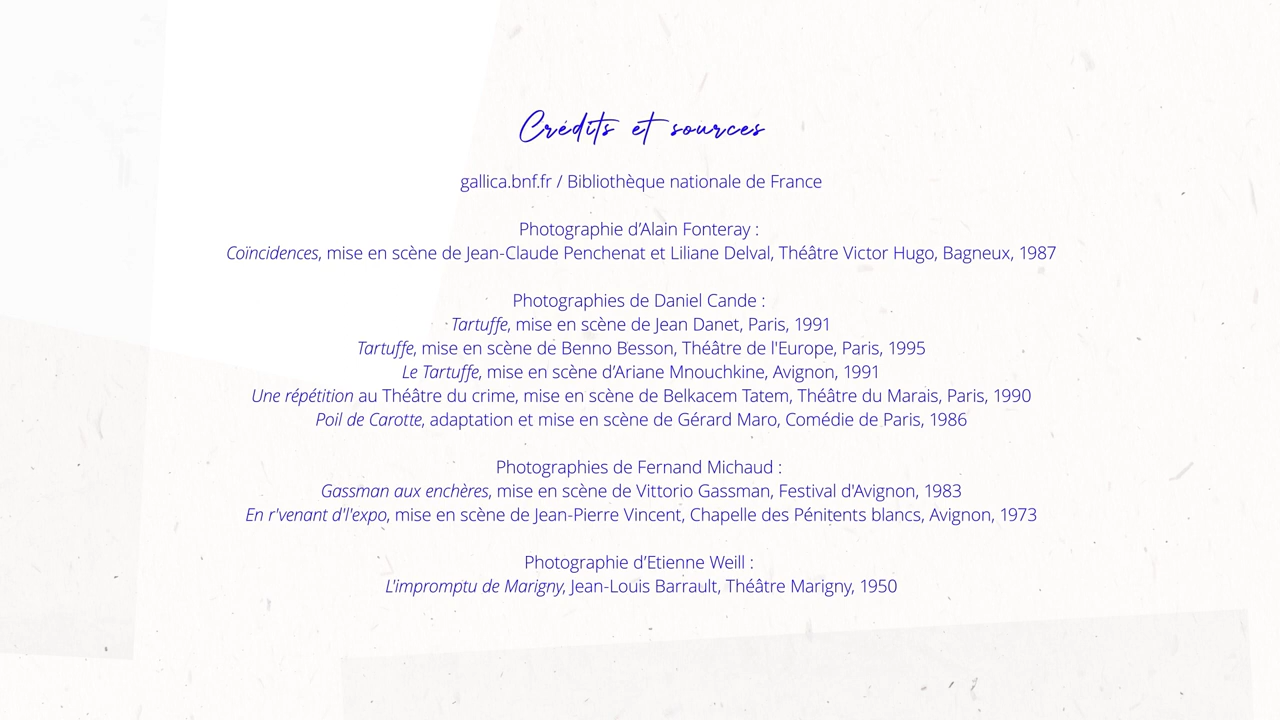 Crédits et sources
gallica.bnf.fr / Bibliothèque nationale de France
Photographie d’Alain Fonteray :
Coïncidences, mise en scène de Jean-Claude Penchenat et Liliane Delval, Théâtre Victor Hugo, Bagneux, 1987
Photographies de Daniel Cande :
Tartuffe, mise en scène de Jean Danet, Paris, 1991
Tartuffe, mise en scène de Benno Besson, Théâtre de l'Europe, Paris, 1995
Le Tartuffe, mise en scène d’Ariane Mnouchkine, Avignon, 1991
Une répétition au Théâtre du crime, mise en scène de Belkacem Tatem, Théâtre du Marais, Paris, 1990
Poil de Carotte, adaptation et mise en scène de Gérard Maro, Comédie de Paris, 1986
Photographies de Fernand Michaud :
Gassman aux enchères, mise en scène de Vittorio Gassman, Festival d'Avignon, 1983
En r'venant d'l'expo, mise en scène de Jean-Pierre Vincent, Chapelle des Pénitents blancs, Avignon, 1973
Photographie d’Etienne Weill :
L'impromptu de Marigny, Jean-Louis Barrault, Théâtre Marigny, 1950